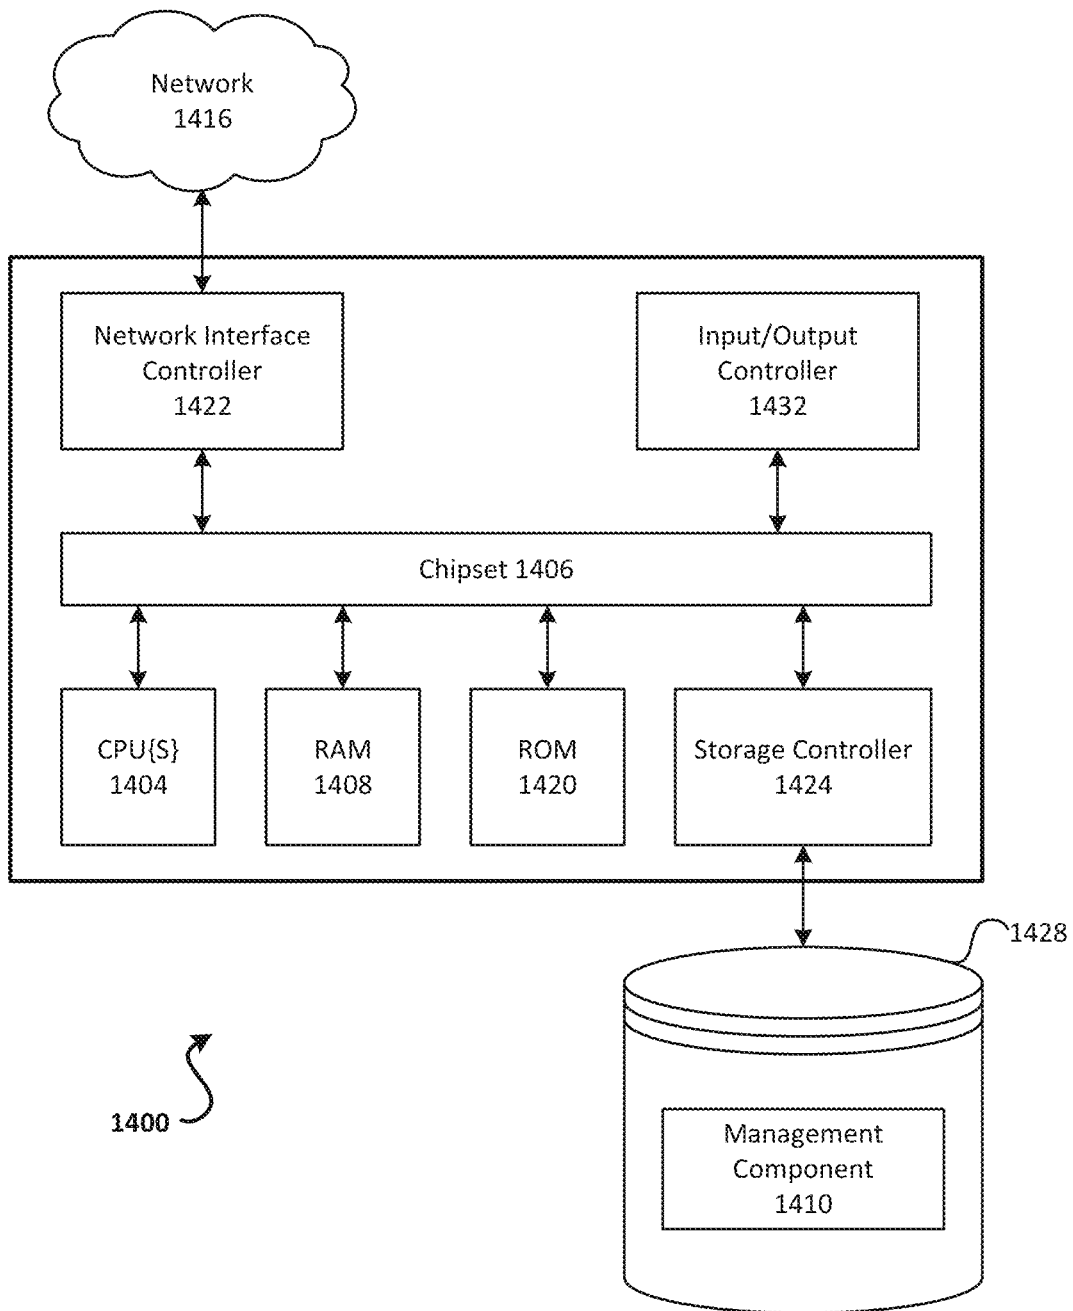 Network
1416
Network Interface
Controller
1422
Input/Output
Controller
1432
Chipset 1406
CPU{S}
1404
RAM
1408
ROM
1420
Storage Controller
1424
1428
1400
Management
Component
1410